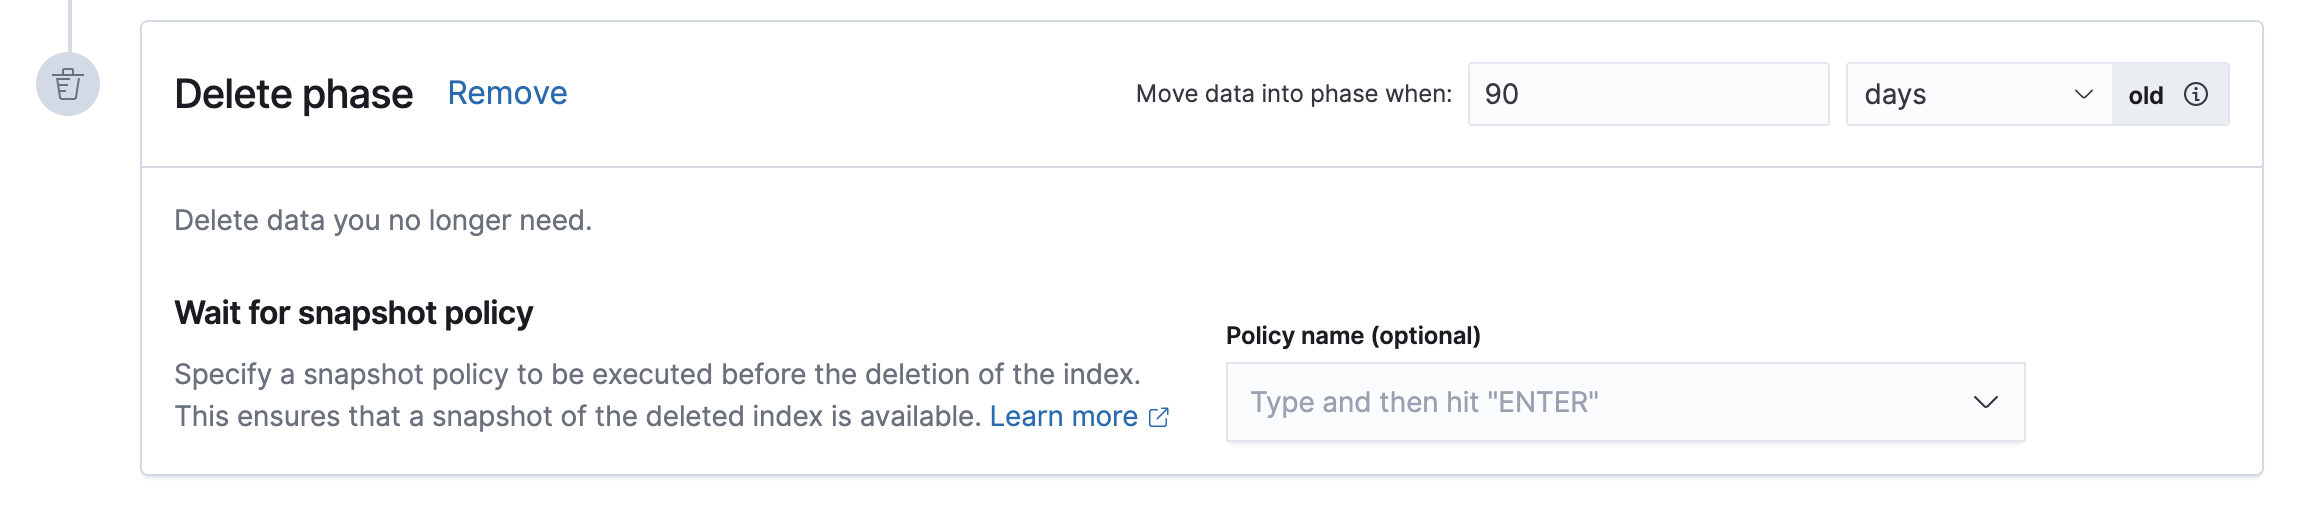 Delete phase Remove Move data into phase when: 90 days old
Delete data you no longer need.
Wait for snapshot policy
Specify a snapshot policy to be executed before the deletion of the index.
This ensures that a snapshot of the deleted index is available. Learn more
Policy name (optional)
Type and then hit "ENTER"